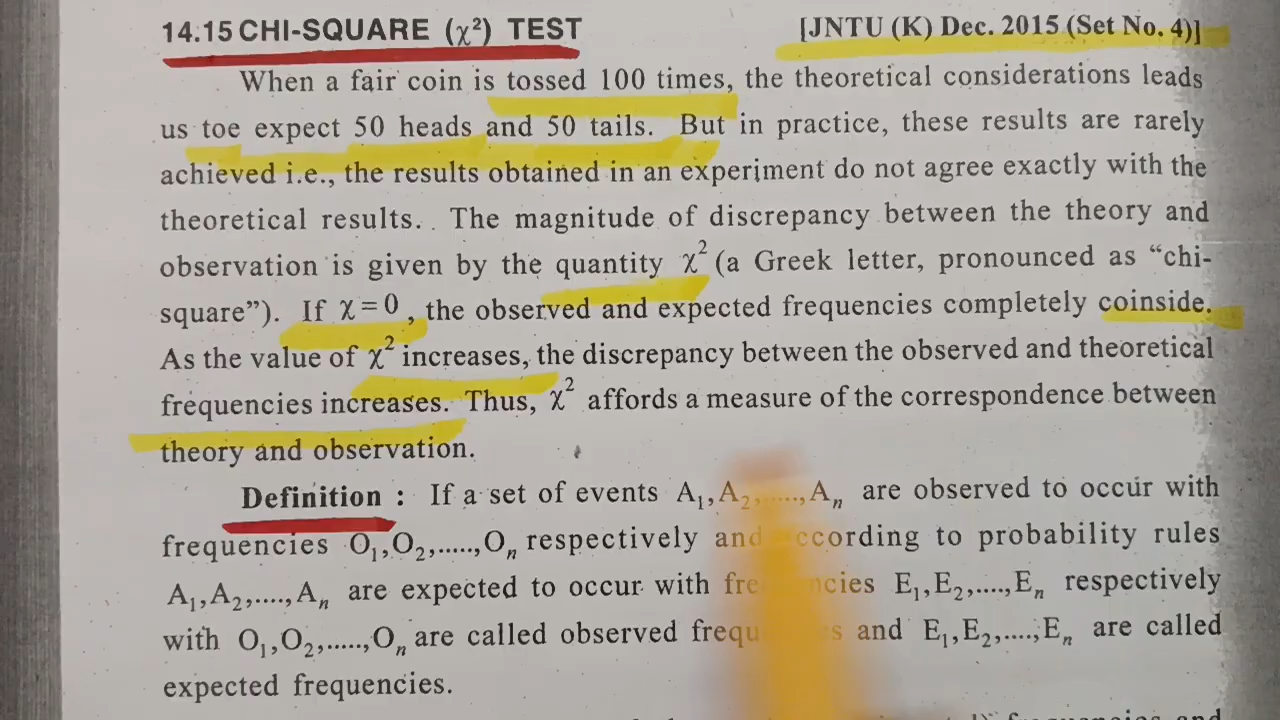 14.15 CHI-SQUARE (χ²) TEST [JNTU (K) Dec. 2015 (Set No. 4)]
When a fair coin is tossed 100 times, the theoretical considerations leads
us toe expect 50 heads and 50 tails. But in practice, these results are rarely
achieved i.e., the results obtained in an experiment do not agree exactly with the
theoretical results. The magnitude of discrepancy between the theory and
observation is given by the quantity χ² (a Greek letter, pronounced as “chi-
square”). If χ=0, the observed and expected frequencies completely coinside.
As the value of χ² increases, the discrepancy between the observed and theoretical
frequencies increases. Thus, χ² affords a measure of the correspondence between
theory and observation.
Definition : If a set of events A₁,A₂,.....,Aₙ are observed to occur with
frequencies O₁,O₂,.....,Oₙ respectively and according to probability rules
A₁,A₂,....,Aₙ are expected to occur with frequencies E₁,E₂,....,Eₙ respectively
with O₁,O₂,.....,Oₙ are called observed frequencies and E₁,E₂,....,Eₙ are called
expected frequencies.